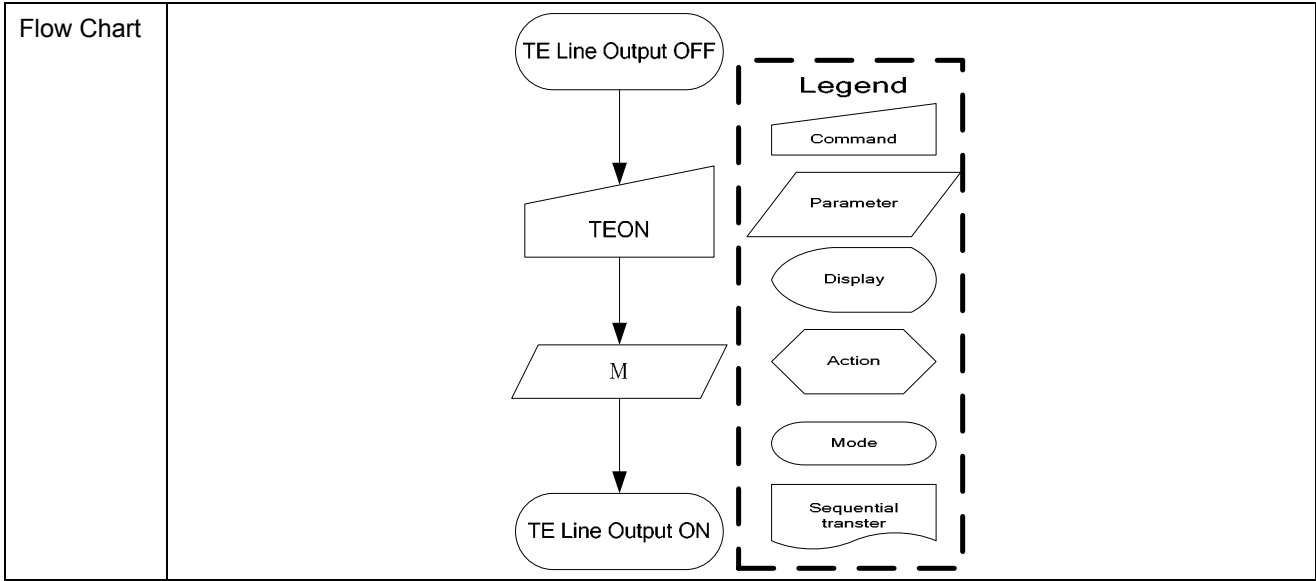 Flow Chart
TE Line Output OFF
TEON
M
TE Line Output ON
Legend
Command
Parameter
Display
Action
Mode
Sequential
transter